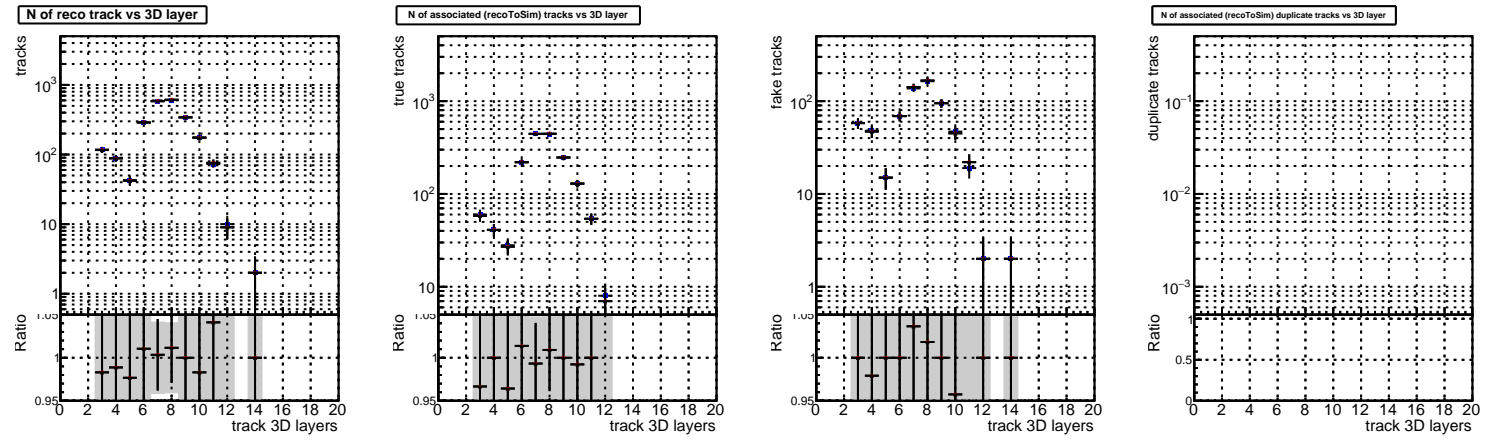 N of reco track vs 3D layer
tracks
10³
10²
10
1
1.05
Ratio
1
0.95
0 2 4 6 8 10 12 14 16 18 20
track 3D layers
N of associated (recoToSim) tracks vs 3D layer
true tracks
10³
10²
10
1.05
Ratio
1
0.95
0 2 4 6 8 10 12 14 16 18 20
track 3D layers
fake tracks
10²
10
1
1.05
Ratio
1
0.95
0 2 4 6 8 10 12 14 16 18 20
track 3D layers
N of associated (recoToSim) duplicate tracks vs 3D layer
duplicate tracks
10⁻¹
10⁻²
10⁻³
Ratio
1
0.5
0
0 2 4 6 8 10 12 14 16 18 20
track 3D layers